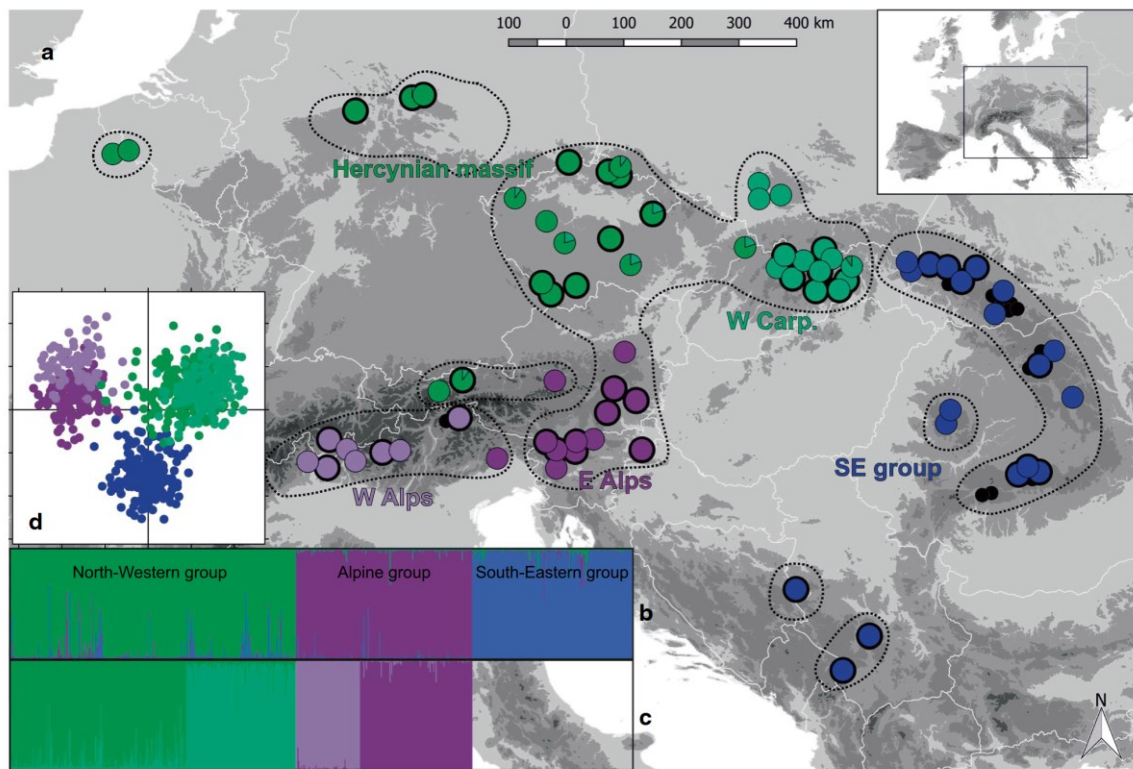 a
100 0 100 200 300 400 km
Hercynian massif
W Carp.
SE group
E Alps
W Alps
d
North-Western group
Alpine group
South-Eastern group
b
c
N